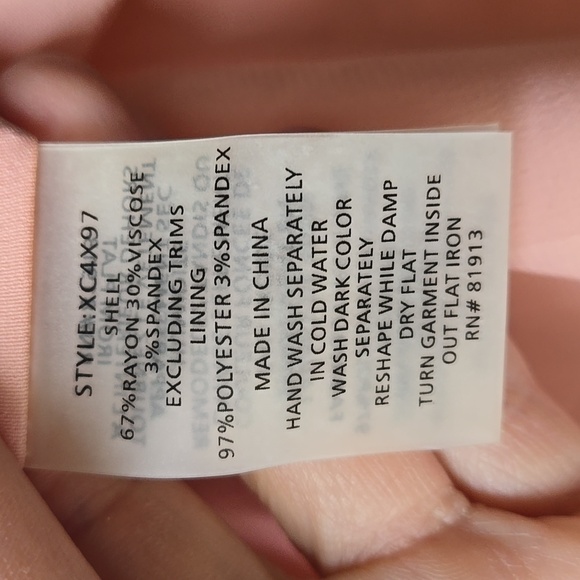 STYLE:XC4X97
SHELL
67%RAYON 30%VISCOSE
3%SPANDEX
EXCLUDING TRIMS
LINING
97%POLYESTER 3%SPANDEX
MADE IN CHINA
HAND WASH SEPARATELY
IN COLD WATER
WASH DARK COLOR
SEPARATELY
RESHAPE WHILE DAMP
DRY FLAT
TURN GARMENT INSIDE
OUT FLAT IRON
RN# 81913